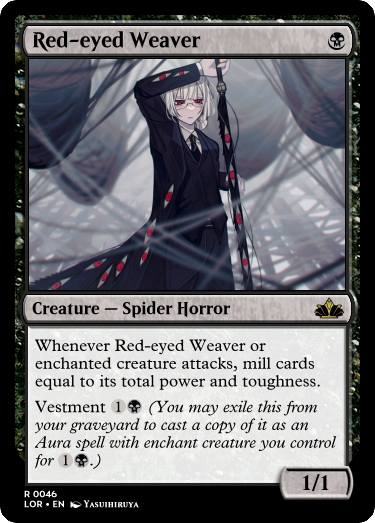 Red-eyed Weaver
Creature — Spider Horror
Whenever Red-eyed Weaver or
enchanted creature attacks, mill cards
equal to its total power and toughness.
Vestment 1 (You may exile this from
your graveyard to cast a copy of it as an
Aura spell with enchant creature you control
for 1.)
1/1
R 0046
LOR • EN Yasuihiruya